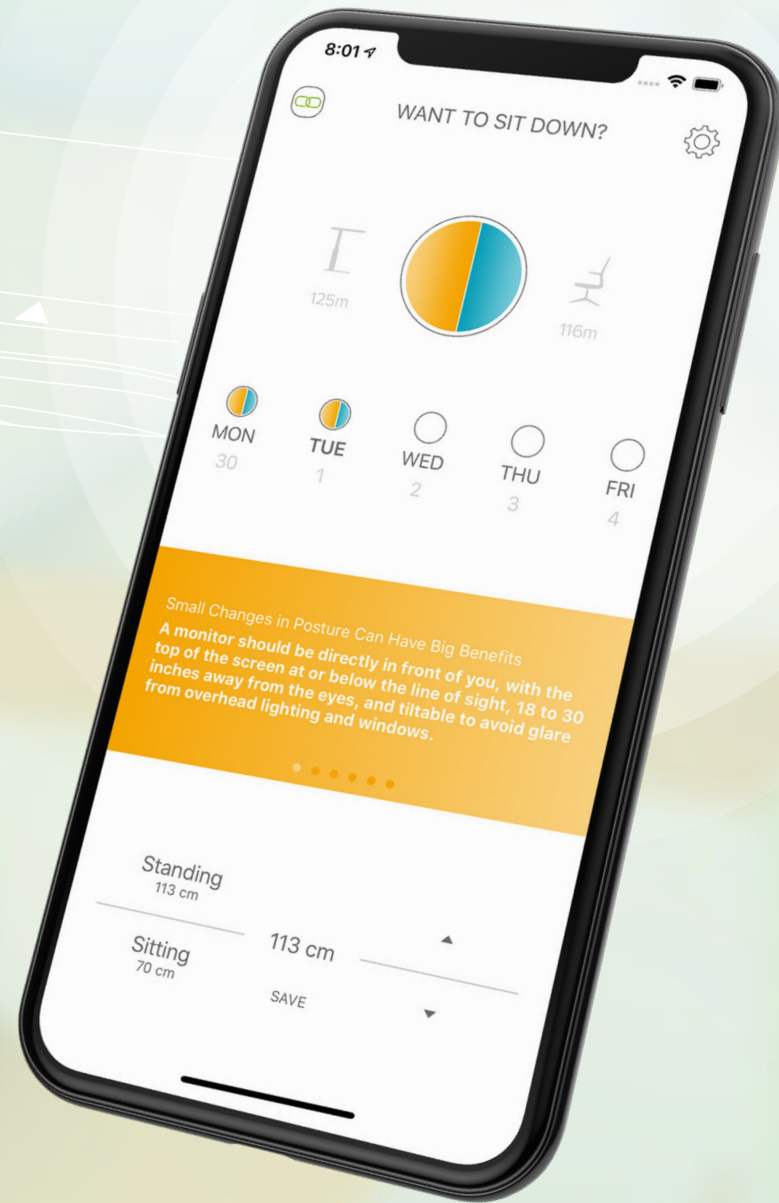 8:01
WANT TO SIT DOWN?
125m
116m
MON
TUE
WED
THU
FRI
30
1
2
3
4
Small Changes in Posture Can Have Big Benefits
A monitor should be directly in front of you, with the
top of the screen at or below the line of sight, 18 to 30
inches away from the eyes, and tiltable to avoid glare
from overhead lighting and windows.
Standing
113 cm
Sitting
70 cm
113 cm
SAVE